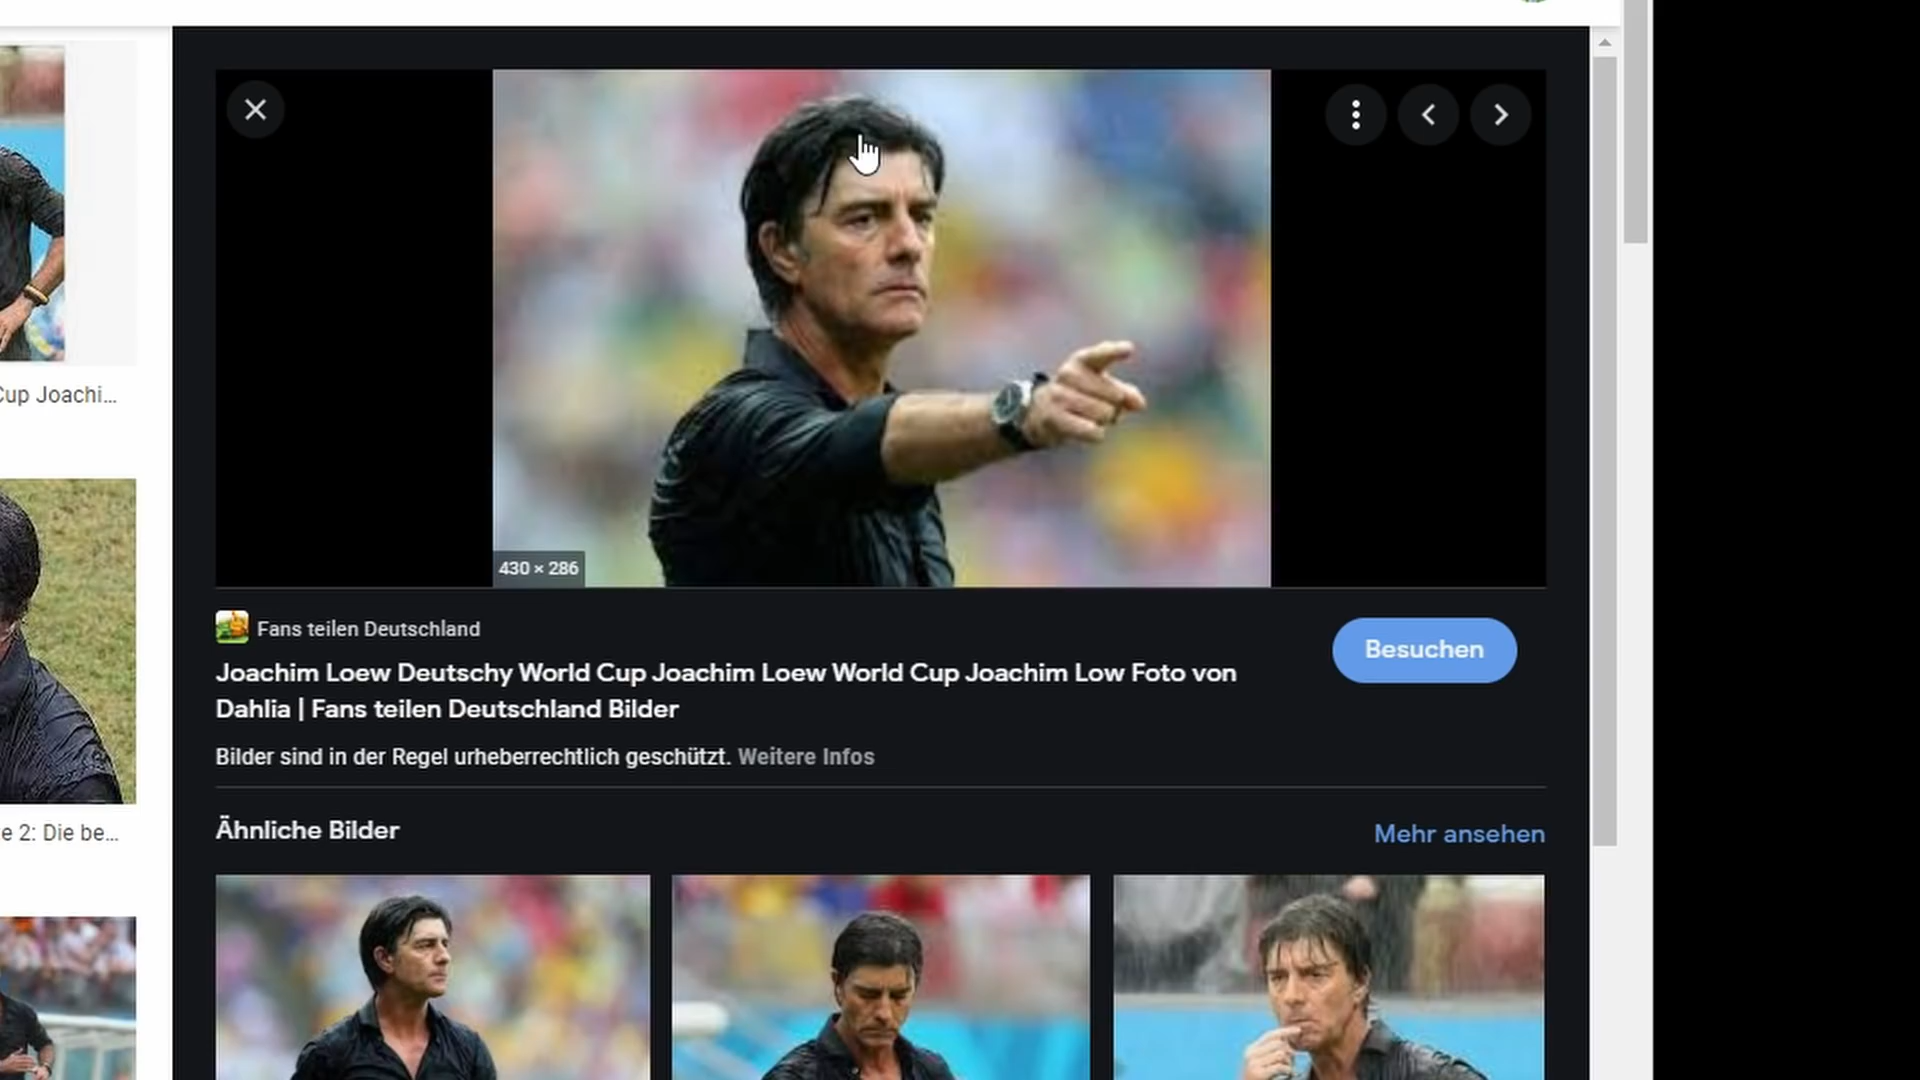 Cup Joachi...
430 × 286
Fans teilen Deutschland
Besuchen
Joachim Loew Deutschy World Cup Joachim Loew World Cup Joachim Low Foto von
Dahlia | Fans teilen Deutschland Bilder
Bilder sind in der Regel urheberrechtlich geschützt. Weitere Infos
e 2: Die be...
Ähnliche Bilder
Mehr ansehen